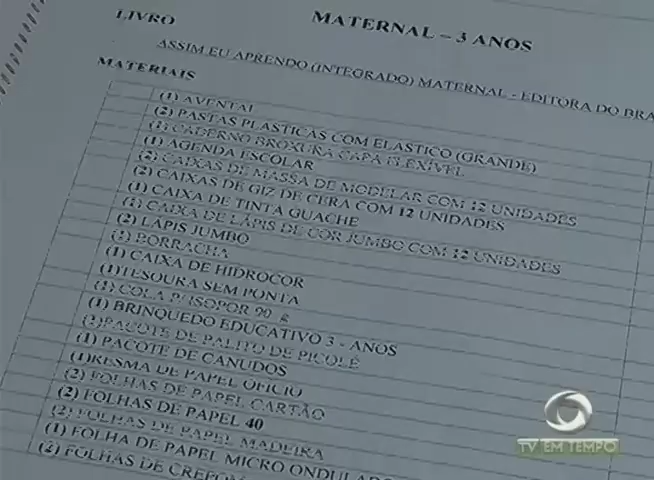 LIVRO
MATERNAL – 3 ANOS
ASSIM EU APRENDO (INTEGRADO) MATERNAL - EDITORA DO BRA
MATERIAIS
(1) AVENTAL
(2) PASTAS PLASTICAS COM ELASTICO (GRANDE)
(1) CADERNO BROXURA CAPA FLEXÍVEL
(1) AGENDA ESCOLAR
(2) CAIXAS DE MASSA DE MODELAR COM 12 UNIDADES
(2) CAIXAS DE GIZ DE CERA COM 12 UNIDADES
(1) CAIXA DE TINTA GUACHE
(1) CAIXA DE LÁPIS DE COR JUMBO COM 12 UNIDADES
(2) LÁPIS JUMBO
BORRACHA
(1) CAIXA DE HIDROCOR
(1)TESOURA SEM PONTA
COLA P/ISOPOR 90 g
(1) BRINQUEDO EDUCATIVO 3 - ANOS
PACOTE DE PALITO DE PICOLÉ
(1) PACOTE DE CANUDOS
(1)RESMA DE PAPEL OFICIO
(2) FOLHAS DE PAPEL CARTÃO
(2) FOLHAS DE PAPEL 40
(2) FOLHAS DE PAPEL MADEIRA
(1) FOLHA DE PAPEL MICRO ONDULADO
(2) FOLHAS DE CREPOM
TV EM TEMPO